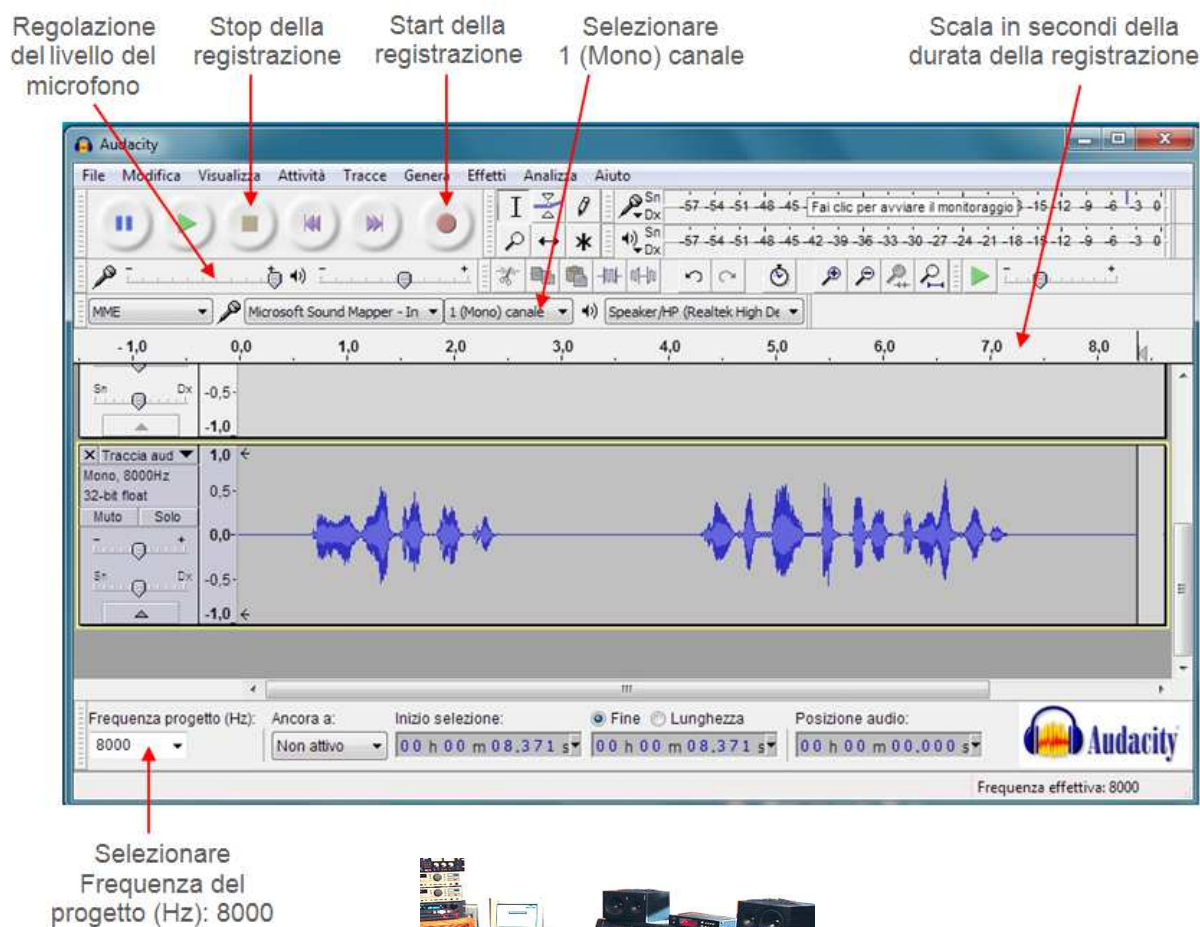 Regolazione
del livello del
microfono
Stop della
registrazione
Start della
registrazione
Selezionare
1 (Mono) canale
Scala in secondi della
durata della registrazione
Audacity
File Modifica Visualizza Attività Tracce Genera Effetti Analizza Aiuto
Sn
Dx
-57 -54 -51 -48 -45 Fai clic per avviare il monitoraggio -15 -12 -9 -6 -3 0
Sn
Dx
-57 -54 -51 -48 -45 -42 -39 -36 -33 -30 -27 -24 -21 -18 -15 -12 -9 -6 -3 0
- + - + - +
MME Microsoft Sound Mapper - In 1 (Mono) canale Speaker/HP (Realtek High De
- 1,0 0,0 1,0 2,0 3,0 4,0 5,0 6,0 7,0 8,0
Sn Dx -0,5
-1,0
X Traccia aud 1,0
Mono, 8000Hz
32-bit float 0,5
Muto Solo
- + 0,0
Sn Dx -0,5
-1,0
Frequenza progetto (Hz): Ancora a: Inizio selezione: Fine Lunghezza Posizione audio:
8000 Non attivo 00 h 00 m 08.371 s 00 h 00 m 08.371 s 00 h 00 m 00.000 s
Audacity
Frequenza effettiva: 8000
Selezionare
Frequenza del
progetto (Hz): 8000